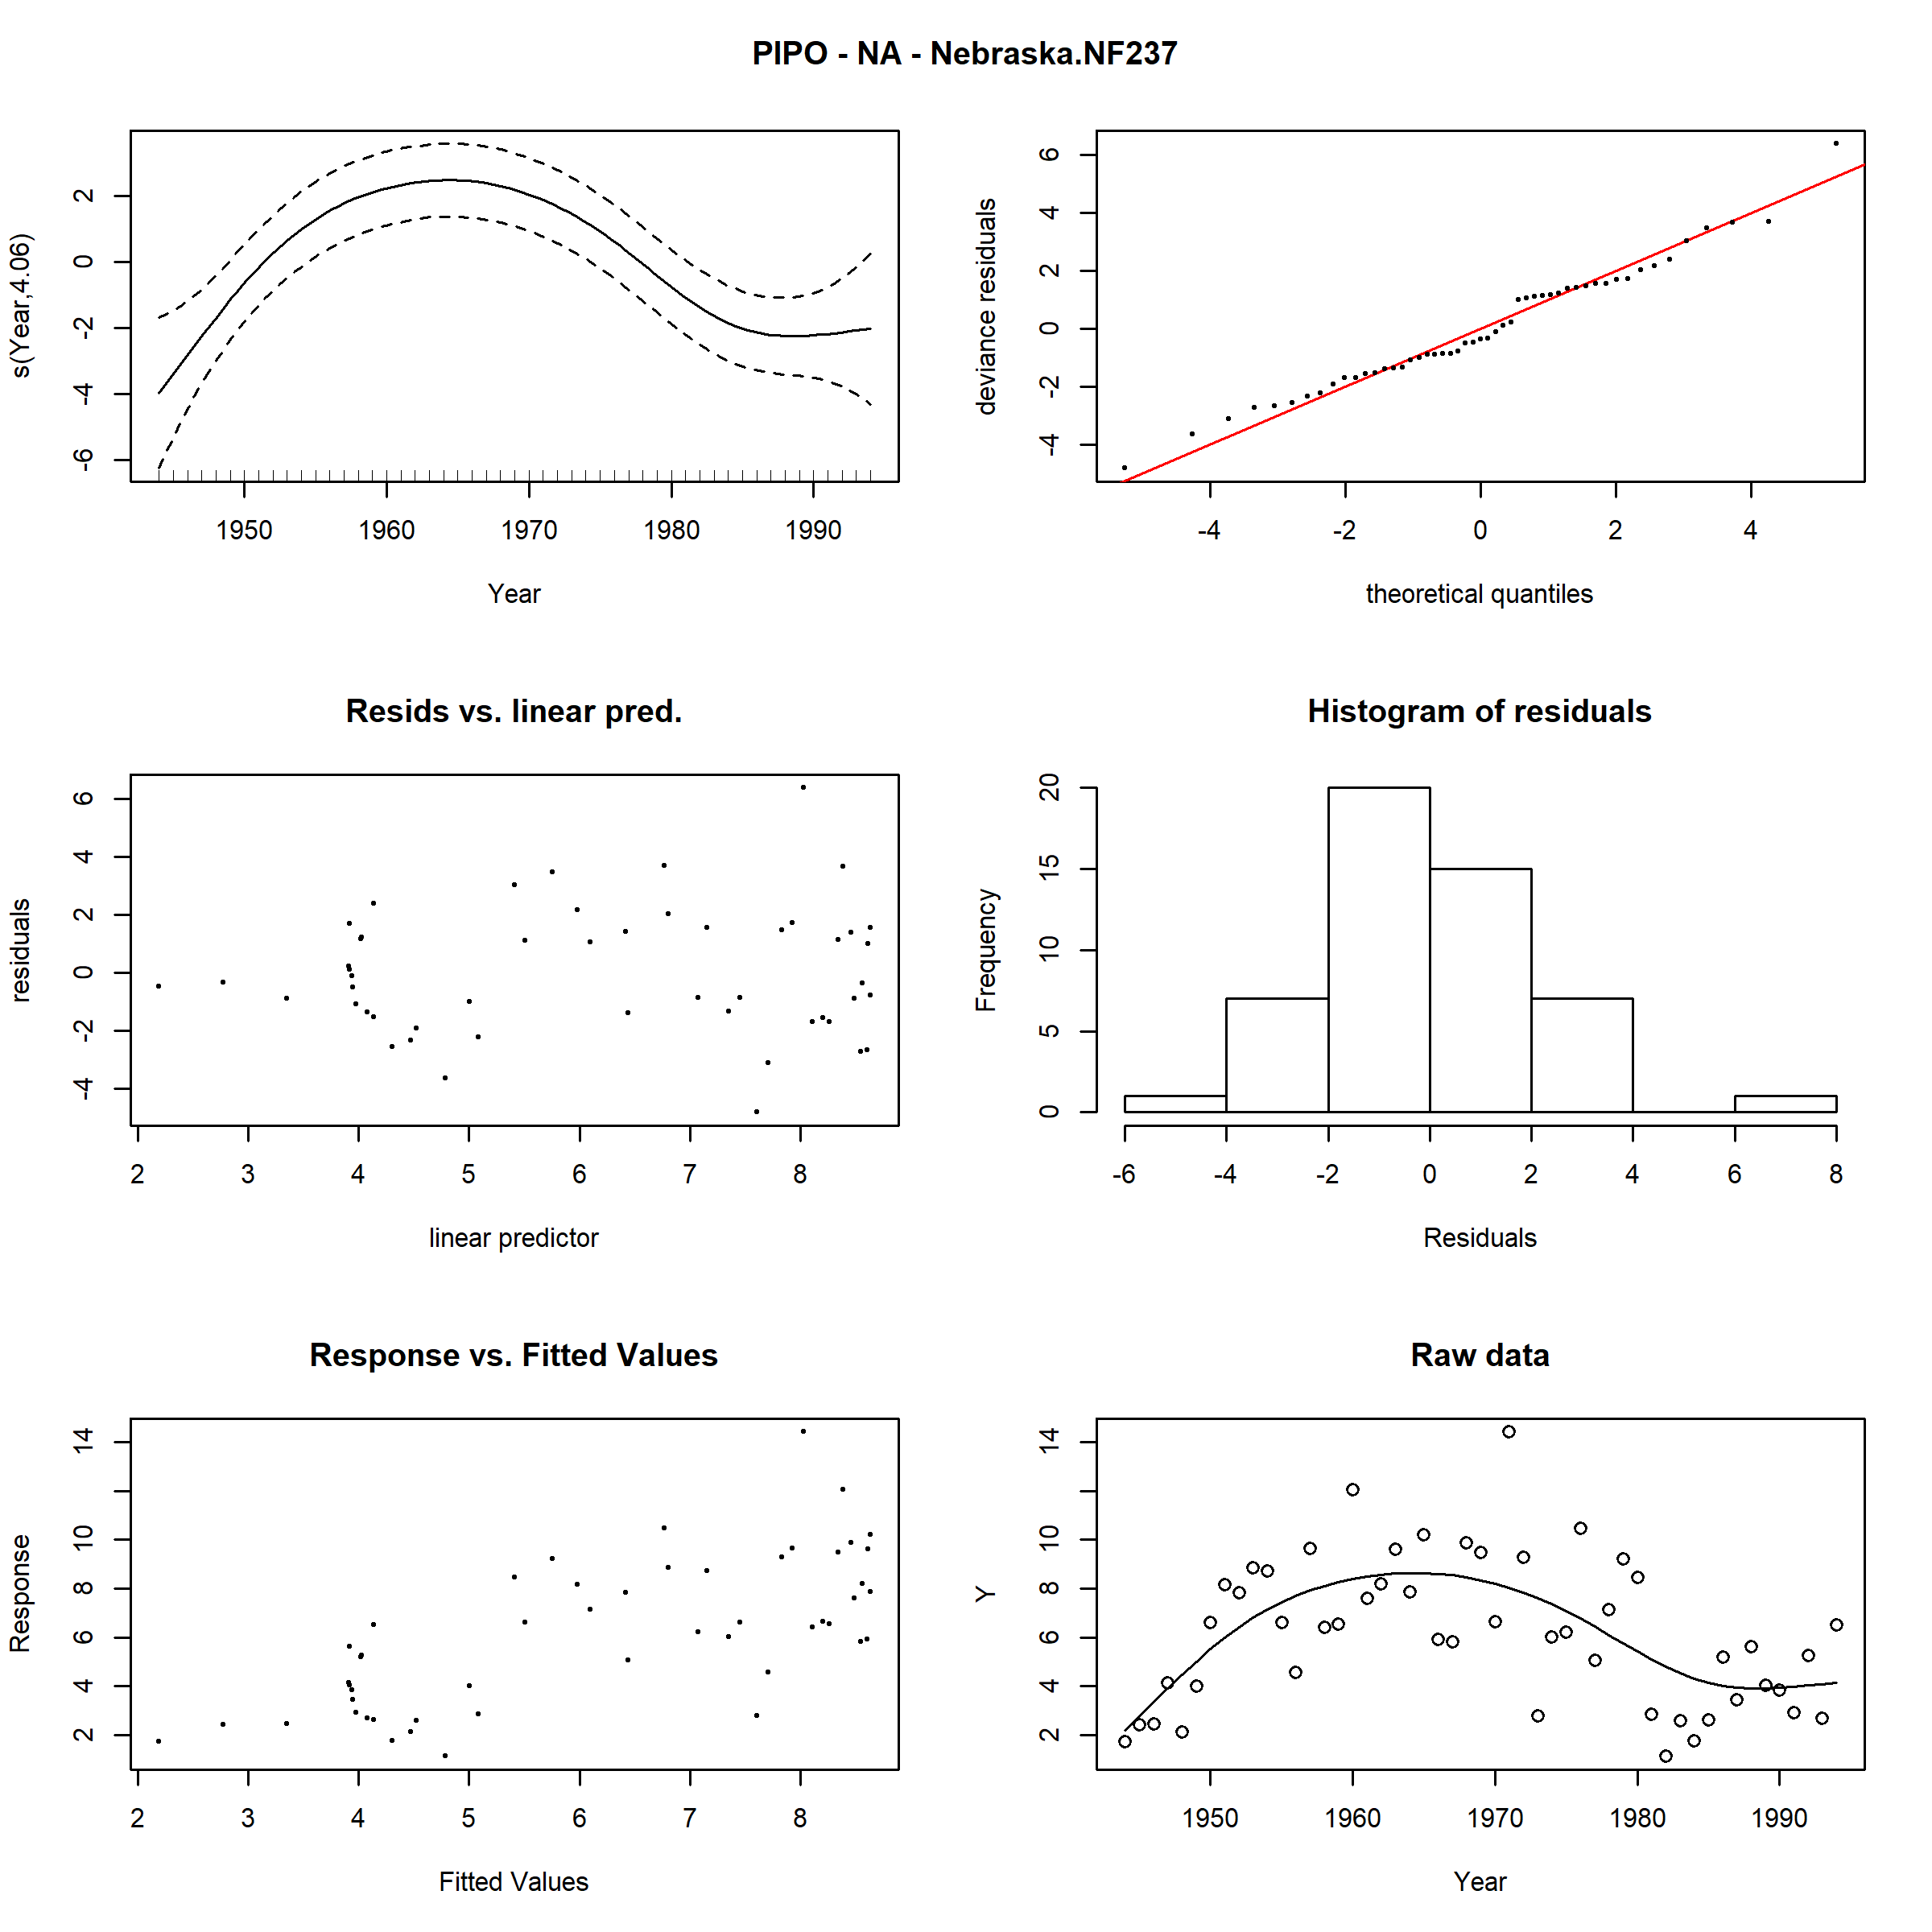 PIPO - NA - Nebraska.NF237
s(Year,4.06)
2
0
-2
-4
-6
1950 1960 1970 1980 1990
Year
deviance residuals
6
4
2
0
-2
-4
-4 -2 0 2 4
theoretical quantiles
Resids vs. linear pred.
residuals
6
4
2
0
-2
-4
2 3 4 5 6 7 8
linear predictor
Histogram of residuals
Frequency
20
15
10
5
0
-6 -4 -2 0 2 4 6 8
Residuals
Response vs. Fitted Values
Response
14
10
8
6
4
2
2 3 4 5 6 7 8
Fitted Values
Raw data
Y
14
10
8
6
4
2
1950 1960 1970 1980 1990
Year